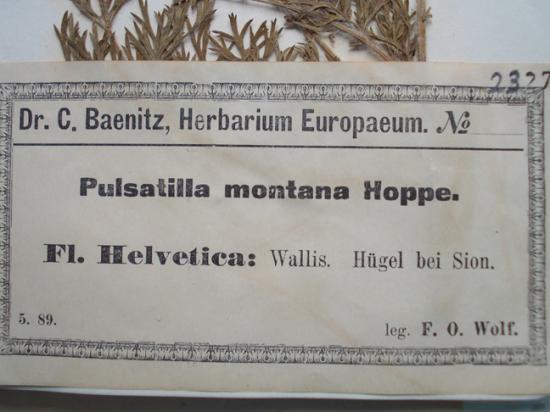 2327
Dr. C. Baenitz, Herbarium Europaeum. No
Pulsatilla montana Hoppe.
Fl. Helvetica: Wallis. Hügel bei Sion.
5. 89.
leg. F. O. Wolf.